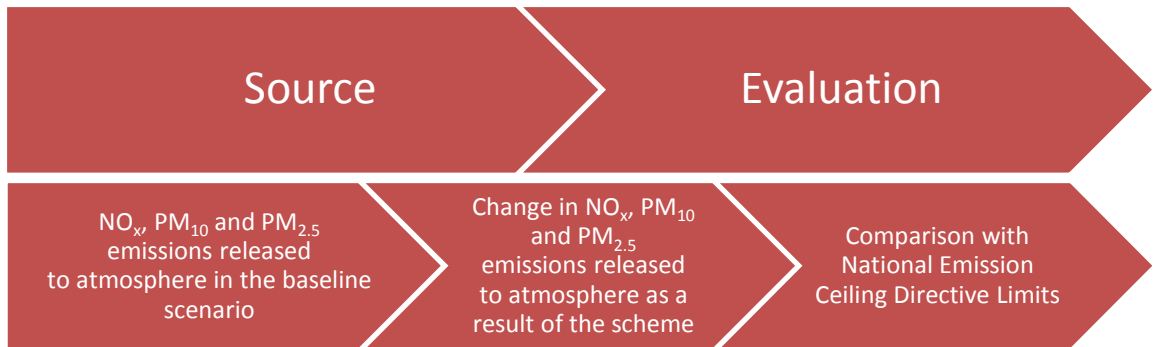 Source
Evaluation
NOₓ, PM₁₀ and PM₂.₅
emissions released
to atmosphere in the baseline
scenario
Change in NOₓ, PM₁₀
and PM₂.₅
emissions released
to atmosphere as a
result of the scheme
Comparison with
National Emission
Ceiling Directive Limits